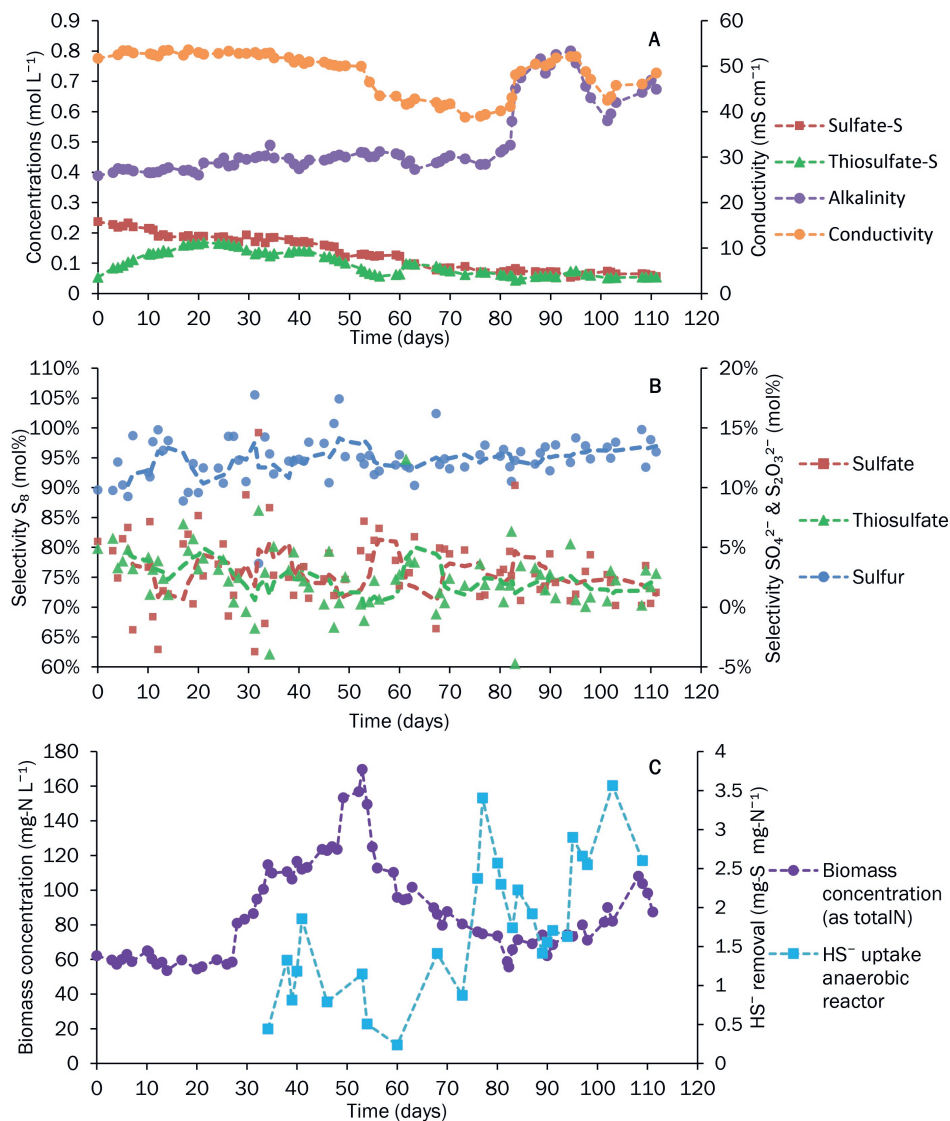 A
Concentrations (mol L⁻¹)
0.9
0.8
0.7
0.6
0.5
0.4
0.3
0.2
0.1
0
60
50
40
30
20
10
0
Conductivity (mS cm⁻¹)
0 10 20 30 40 50 60 70 80 90 100 110 120
Time (days)
Sulfate-S
Thiosulfate-S
Alkalinity
Conductivity
B
Selectivity S₈ (mol%)
110%
105%
100%
95%
90%
85%
80%
75%
70%
65%
60%
20%
15%
10%
5%
0%
-5%
Selectivity SO₄²⁻ & S₂O₃²⁻ (mol%)
0 10 20 30 40 50 60 70 80 90 100 110 120
Time (days)
Sulfate
Thiosulfate
Sulfur
C
Biomass concentration (mg-N L⁻¹)
180
160
140
120
100
80
60
40
20
0
4
3.5
3
2.5
2
1.5
1
0.5
0
HS⁻ removal (mg-S mg-N⁻¹)
0 10 20 30 40 50 60 70 80 90 100 110 120
Time (days)
Biomass
concentration
(as totalN)
HS⁻ uptake
anaerobic
reactor